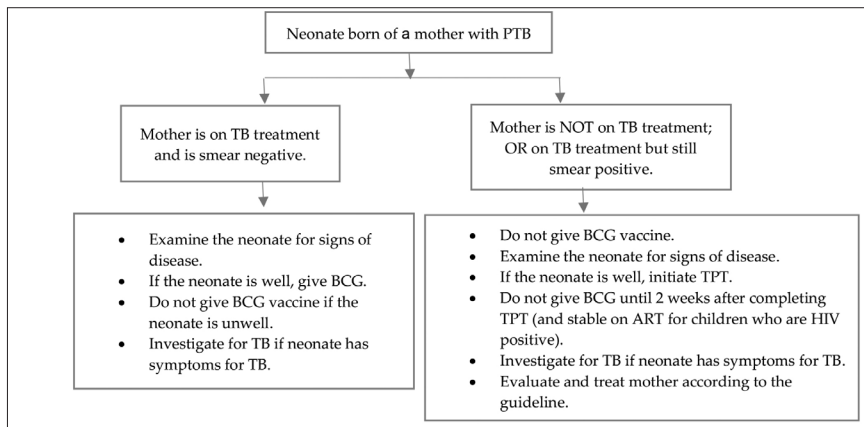 Neonate born of a mother with PTB
Mother is on TB treatment
and is smear negative.
Mother is NOT on TB treatment;
OR on TB treatment but still
smear positive.
• Examine the neonate for signs of
disease.
• If the neonate is well, give BCG.
• Do not give BCG vaccine if the
neonate is unwell.
• Investigate for TB if neonate has
symptoms for TB.
• Do not give BCG vaccine.
• Examine the neonate for signs of disease.
• If the neonate is well, initiate TPT.
• Do not give BCG until 2 weeks after completing
TPT (and stable on ART for children who are HIV
positive).
• Investigate for TB if neonate has symptoms for TB.
• Evaluate and treat mother according to the
guideline.